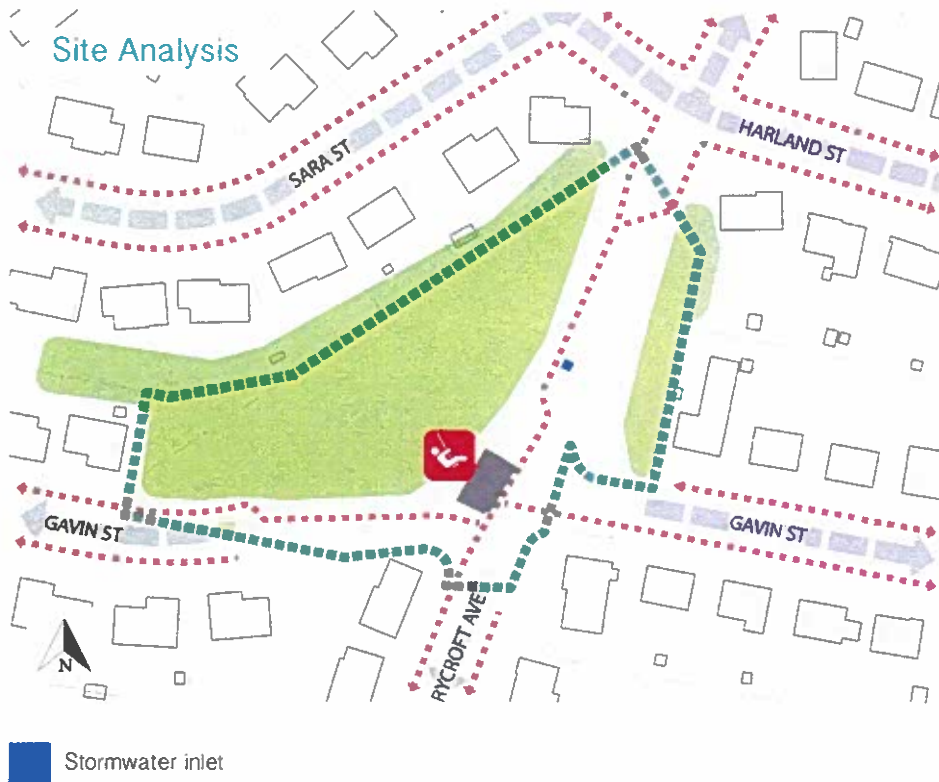 Site Analysis
HARLAND ST
SARA ST
GAVIN ST
GAVIN ST
RYCROFT AVE
N
Stormwater inlet